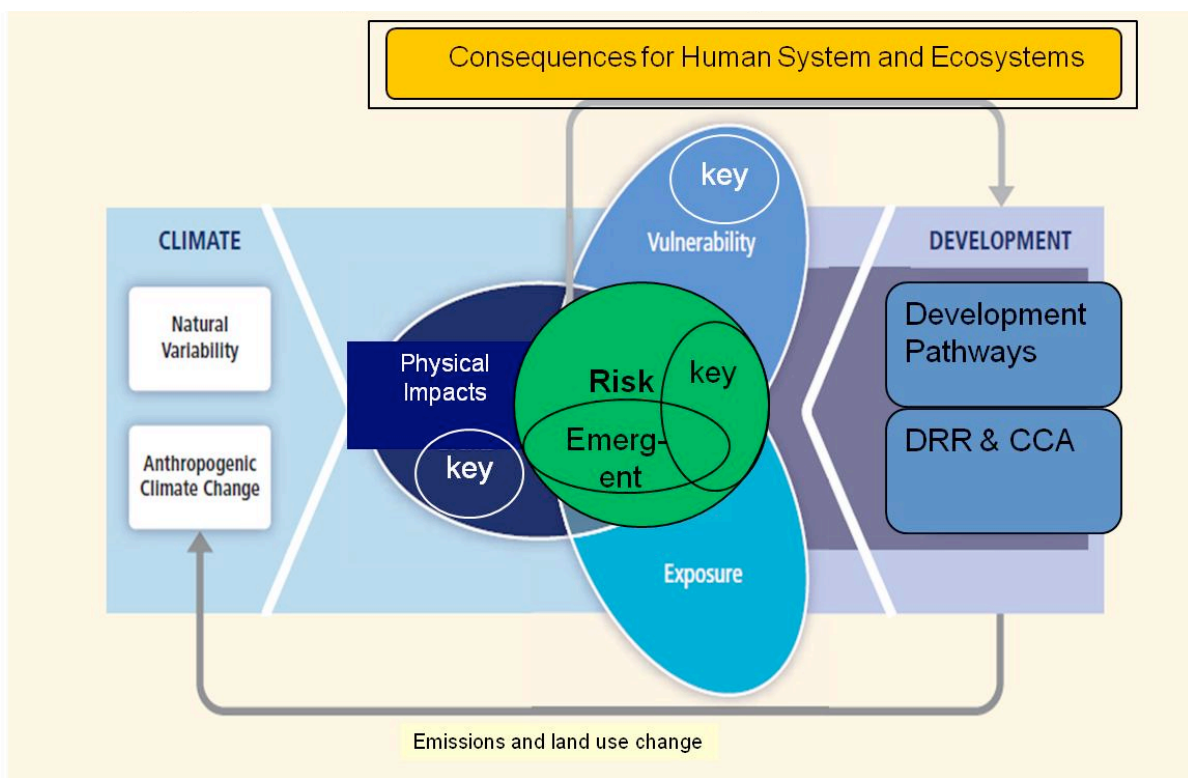 Consequences for Human System and Ecosystems
key
CLIMATE
Vulnerability
DEVELOPMENT
Natural
Variability
Development
Pathways
Physical
Impacts
Risk
key
Emerg-
ent
DRR & CCA
key
Anthropogenic
Climate Change
Exposure
Emissions and land use change